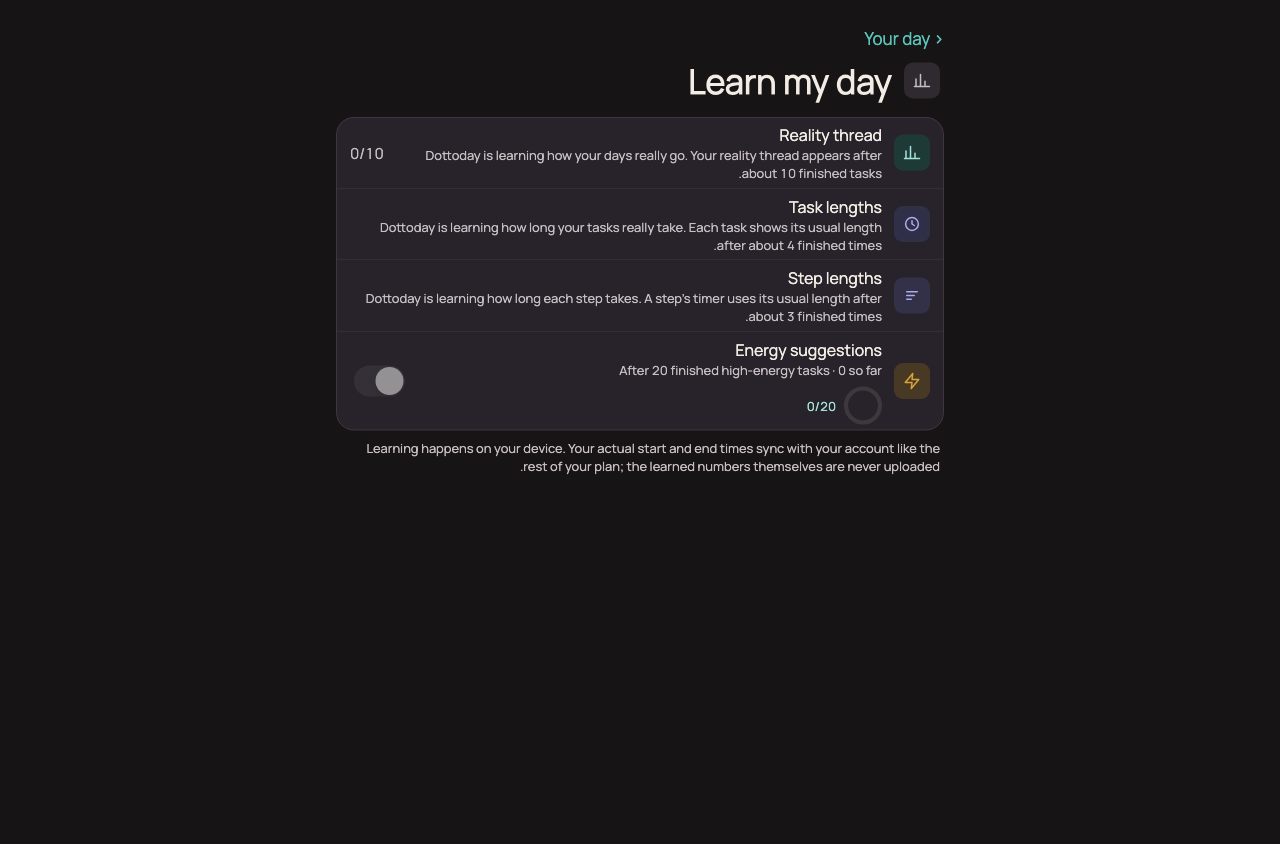 Your day ›
Learn my day
Reality thread
Dottoday is learning how your days really go. Your reality thread appears after
about 10 finished tasks.
0/10
Task lengths
Dottoday is learning how long your tasks really take. Each task shows its usual length
after about 4 finished times.
Step lengths
Dottoday is learning how long each step takes. A step's timer uses its usual length after
about 3 finished times.
Energy suggestions
After 20 finished high-energy tasks · 0 so far
0/20
Learning happens on your device. Your actual start and end times sync with your account like the
rest of your plan; the learned numbers themselves are never uploaded.